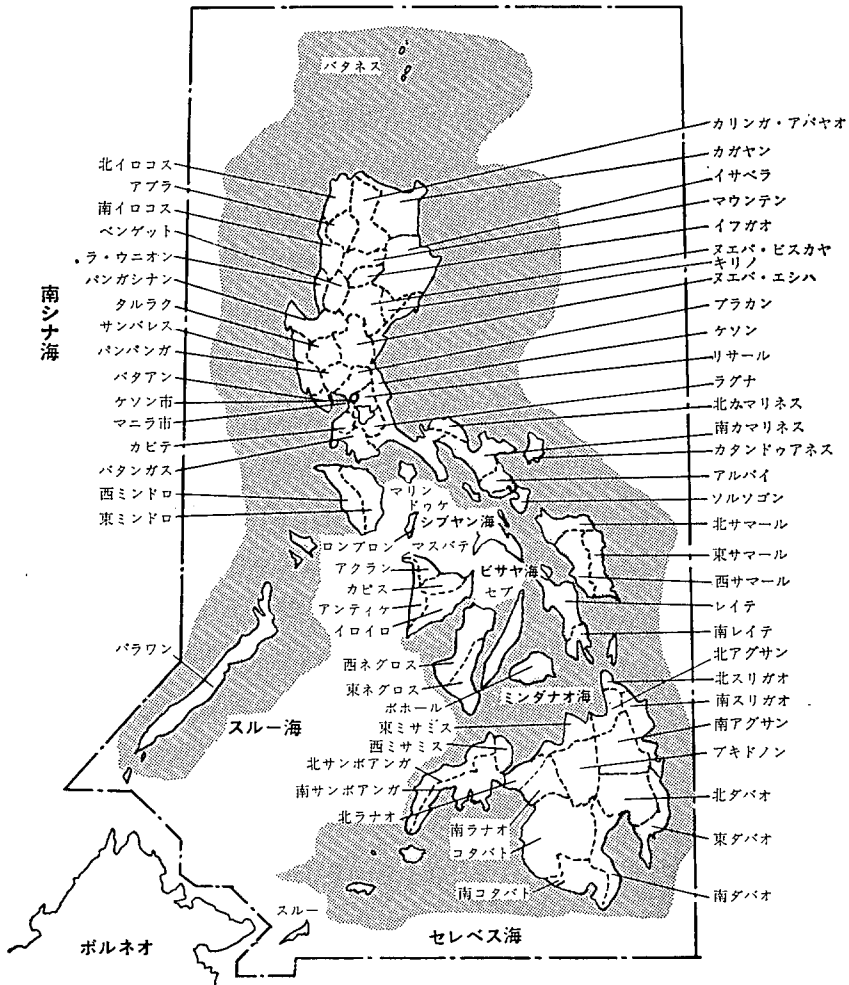 バタネス
カリンガ・アパヤオ
カガヤン
イサベラ
マウンテン
イフガオ
ヌエバ・ビスカヤ
キリノ
ヌエバ・エシハ
ブラカン
ケソン
リサール
ラグナ
北カマリネス
南カマリネス
カタンドゥアネス
アルバイ
ソルソゴン
北サマール
東サマール
西サマール
レイテ
南レイテ
北アグサン
北スリガオ
南スリガオ
南アグサン
ブキドノン
北ダバオ
東ダバオ
南ダバオ
北イロコス
アブラ
南イロコス
ベンゲット
ラ・ウニオン
パンガシナン
タルラク
サンバレス
パンパンガ
バタアン
ケソン市
マニラ市
カビテ
バタンガス
西ミンドロ
東ミンドロ
南シナ海
マリン
ドゥケ
シブヤン海
ロンブロン
マスバテ
アクラン
カピス
アンティケ
イロイロ
ビサヤ海
セブ
パラワン
西ネグロス
東ネグロス
ボホール
ミンダナオ海
東ミサミス
西ミサミス
スルー海
北サンボアンガ
南サンボアンガ
北ラナオ
南ラナオ
コタバト
南コタバト
スルー
セレベス海
ボルネオ